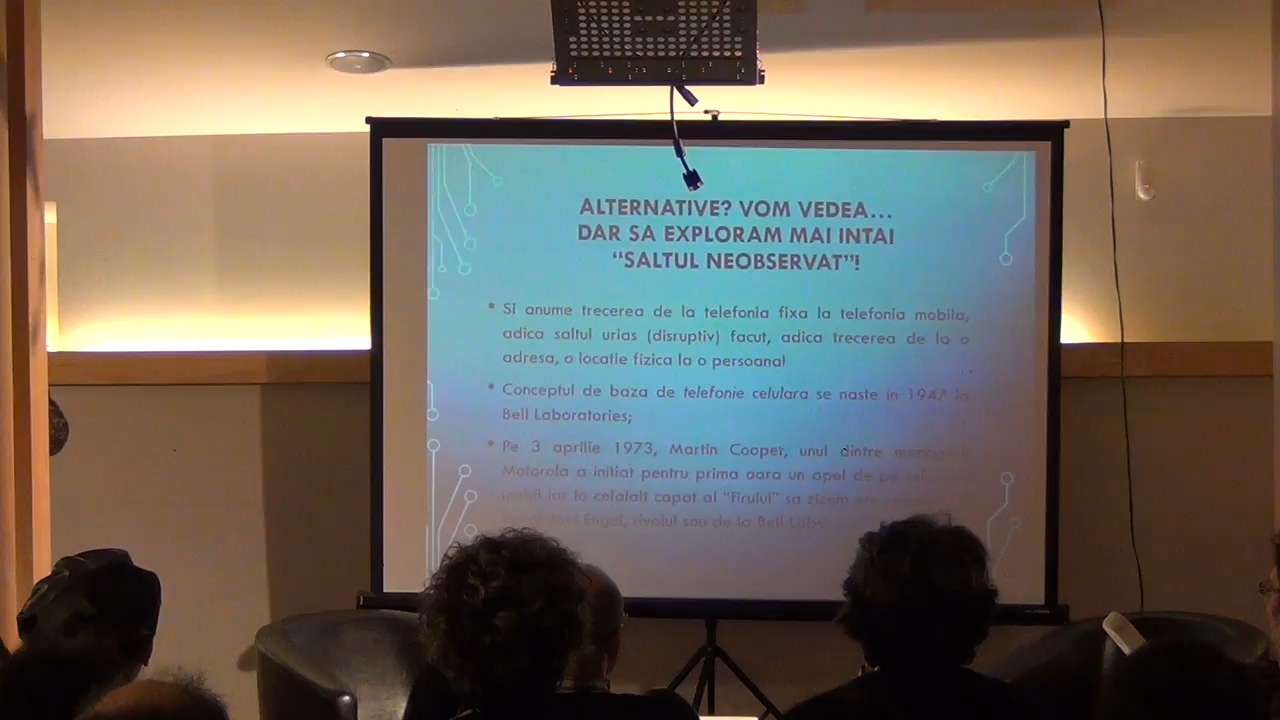 ALTERNATIVE? VOM VEDEA...
DAR SA EXPLORAM MAI INTAI
“SALTUL NEOBSERVAT”!
• Si anume trecerea de la telefonia fixa la telefonia mobila,
adica saltul urias (disruptiv) facut, adica trecerea de la o
adresa, o locatie fizica la o persoana!
• Conceptul de baza de telefonie celulara se naste in 1947 in
Bell Laboratories;
• Pe 3 aprilie 1973, Martin Cooper, unul dintre
Motorola a initiat pentru prima oara un apel de pe
mobil iar la celalalt capat al “firului” sa zicem
Engel, rivalul sau de la Bell Labs.